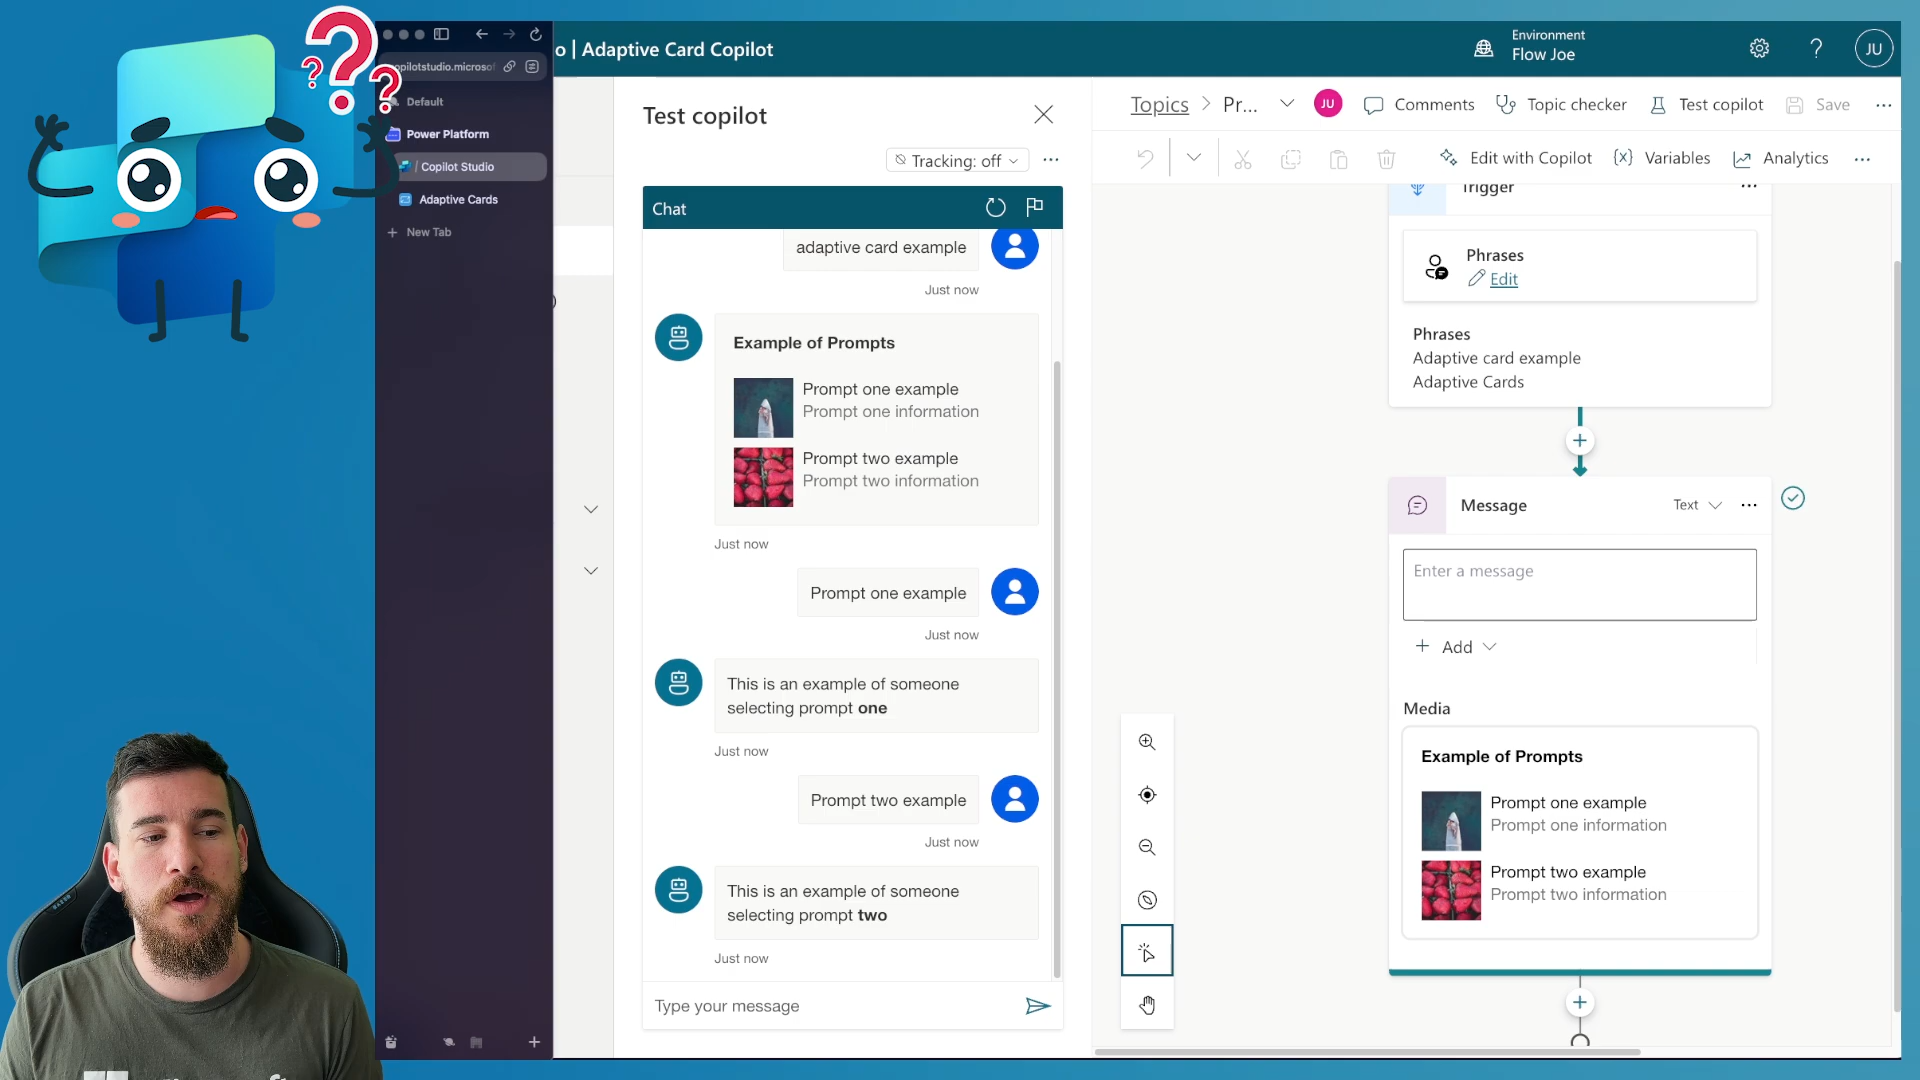 ???
opilotstudio.microsof
Default
Power Platform
/ Copilot Studio
Adaptive Cards
+ New Tab
o | Adaptive Card Copilot
Environment
Flow Joe
?
JU
Test copilot
Tracking: off
Chat
adaptive card example
Just now
Example of Prompts
Prompt one example
Prompt one information
Prompt two example
Prompt two information
Just now
Prompt one example
Just now
This is an example of someone
selecting prompt one
Just now
Prompt two example
Just now
This is an example of someone
selecting prompt two
Just now
Type your message
Topics > Pr...
JU
Comments
Topic checker
Test copilot
Save
Edit with Copilot
{x} Variables
Analytics
Trigger
Phrases
Edit
Phrases
Adaptive card example
Adaptive Cards
Message
Text
Enter a message
+ Add
Media
Example of Prompts
Prompt one example
Prompt one information
Prompt two example
Prompt two information